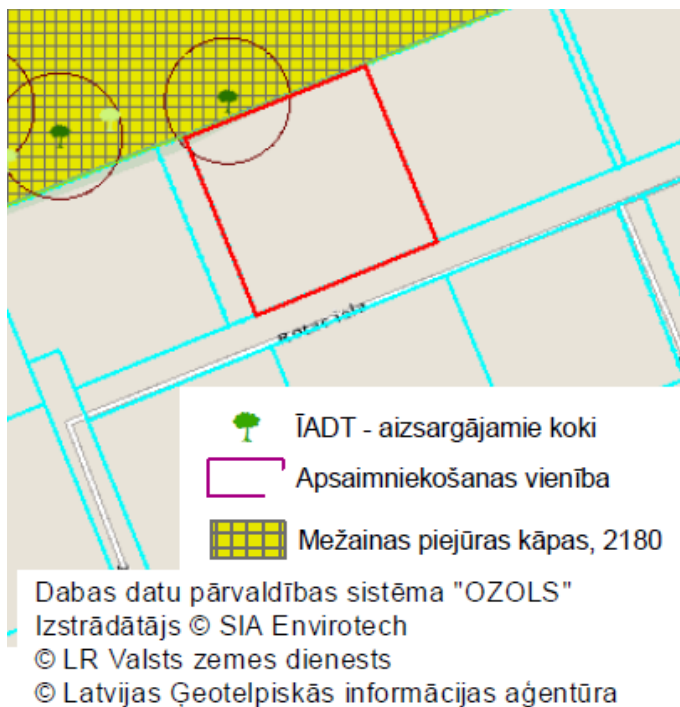 ĪADT - aizsargājamie koki
Apsaimniekošanas vienība
Mežainas piejūras kāpas, 2180
Dabas datu pārvaldības sistēma "OZOLS"
Izstrādātājs © SIA Envirotech
© LR Valsts zemes dienests
© Latvijas Ģeotelpiskās informācijas aģentūra